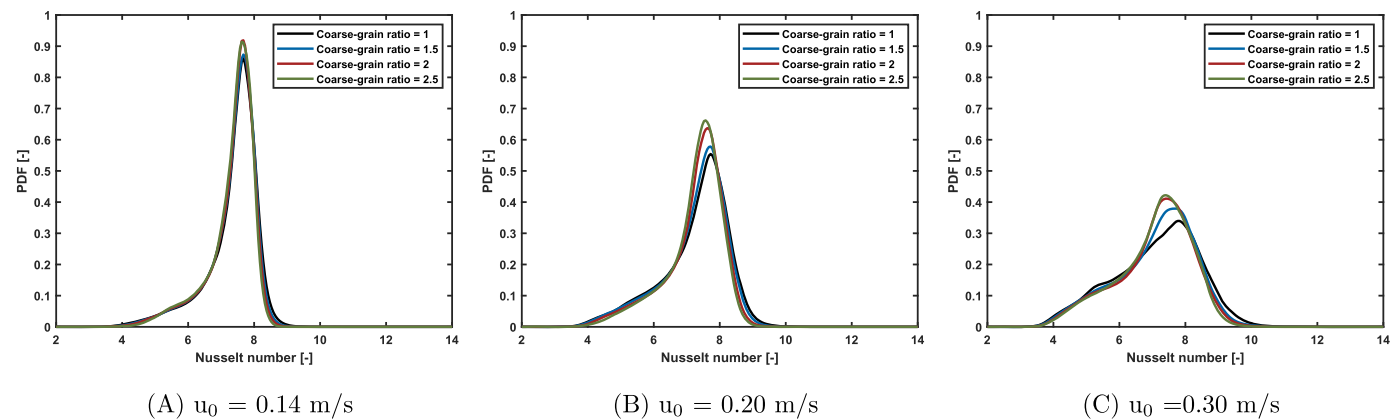 1
0.9
0.8
0.7
0.6
0.5
0.4
0.3
0.2
0.1
0
PDF [-]
2 4 6 8 10 12 14
Nusselt number [-]
Coarse-grain ratio = 1
Coarse-grain ratio = 1.5
Coarse-grain ratio = 2
Coarse-grain ratio = 2.5
(A) u₀ = 0.14 m/s
1
0.9
0.8
0.7
0.6
0.5
0.4
0.3
0.2
0.1
0
PDF [-]
2 4 6 8 10 12 14
Nusselt number [-]
Coarse-grain ratio = 1
Coarse-grain ratio = 1.5
Coarse-grain ratio = 2
Coarse-grain ratio = 2.5
(B) u₀ = 0.20 m/s
1
0.9
0.8
0.7
0.6
0.5
0.4
0.3
0.2
0.1
0
PDF [-]
2 4 6 8 10 12 14
Nusselt number [-]
Coarse-grain ratio = 1
Coarse-grain ratio = 1.5
Coarse-grain ratio = 2
Coarse-grain ratio = 2.5
(C) u₀ =0.30 m/s